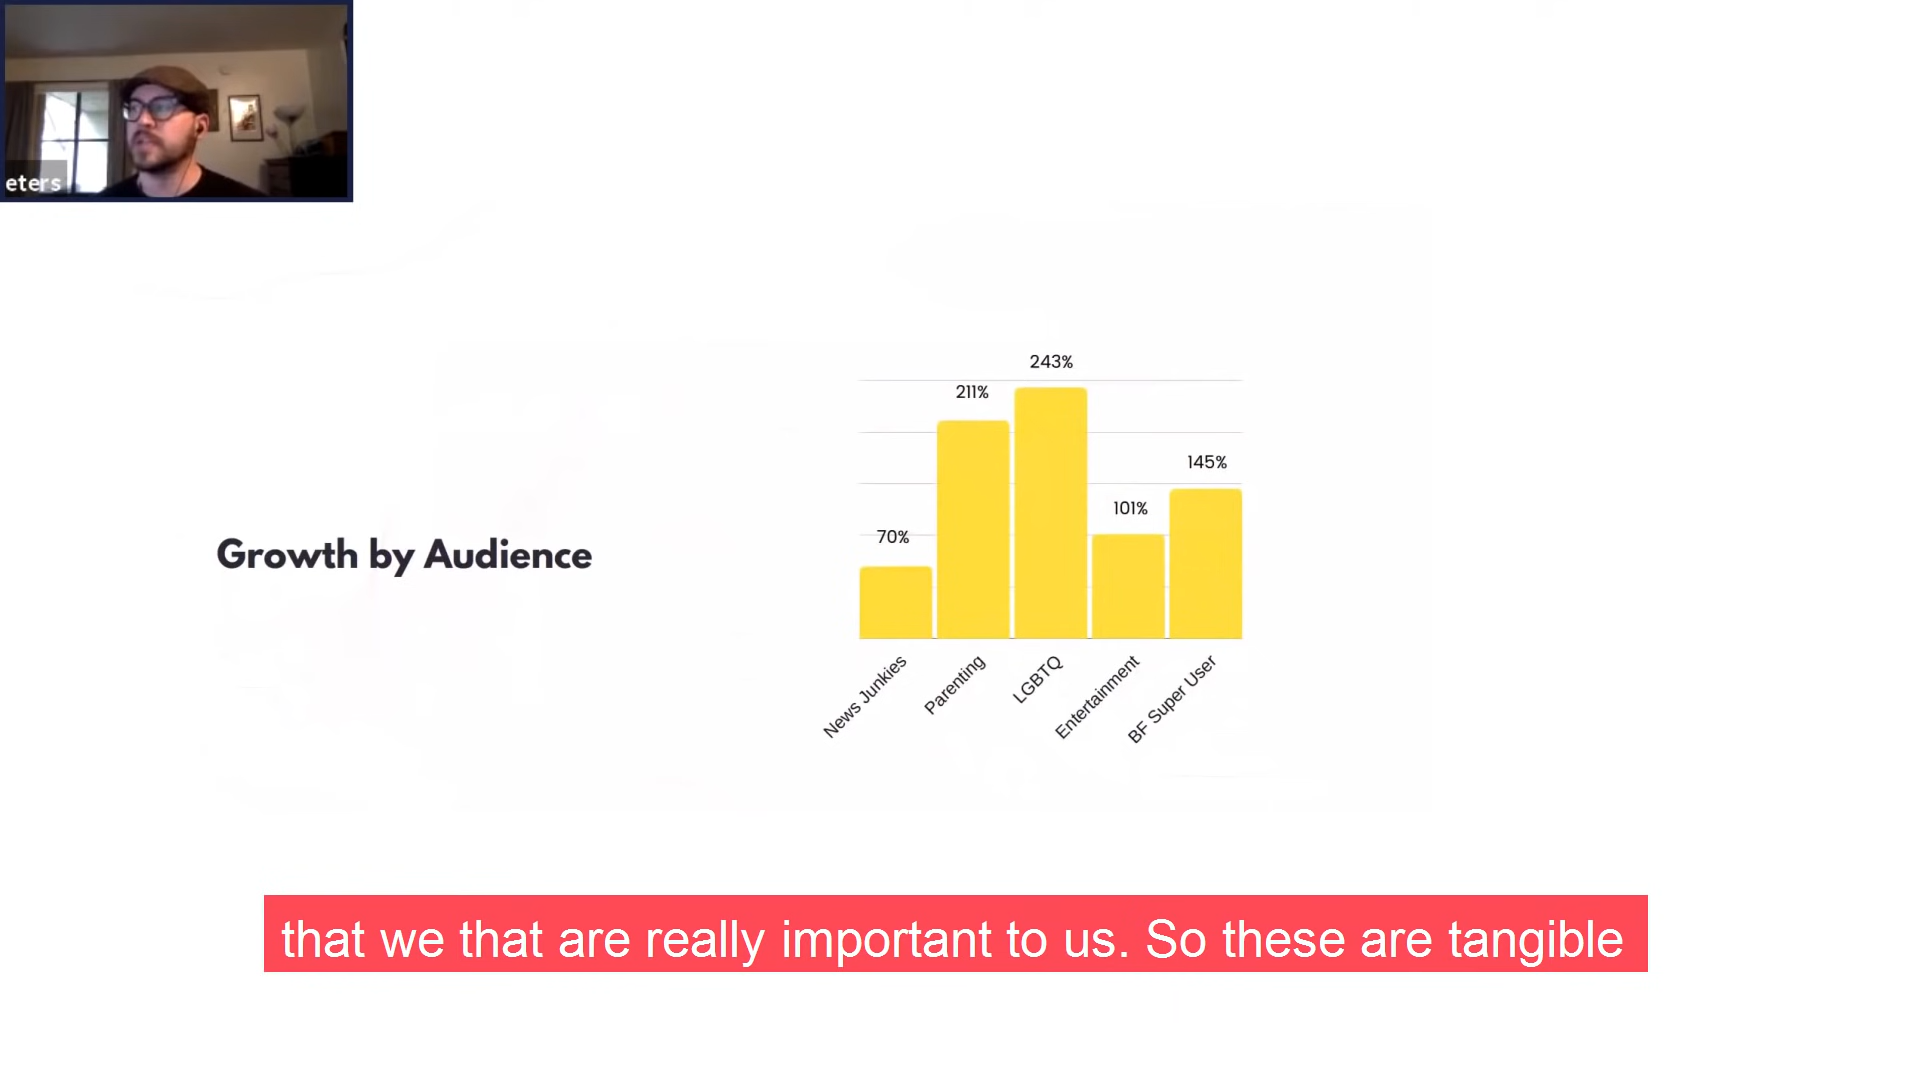 eters
243%
211%
145%
101%
70%
Growth by Audience
News Junkies
Parenting
LGBTQ
Entertainment
BF Super User
that we that are really important to us. So these are tangible